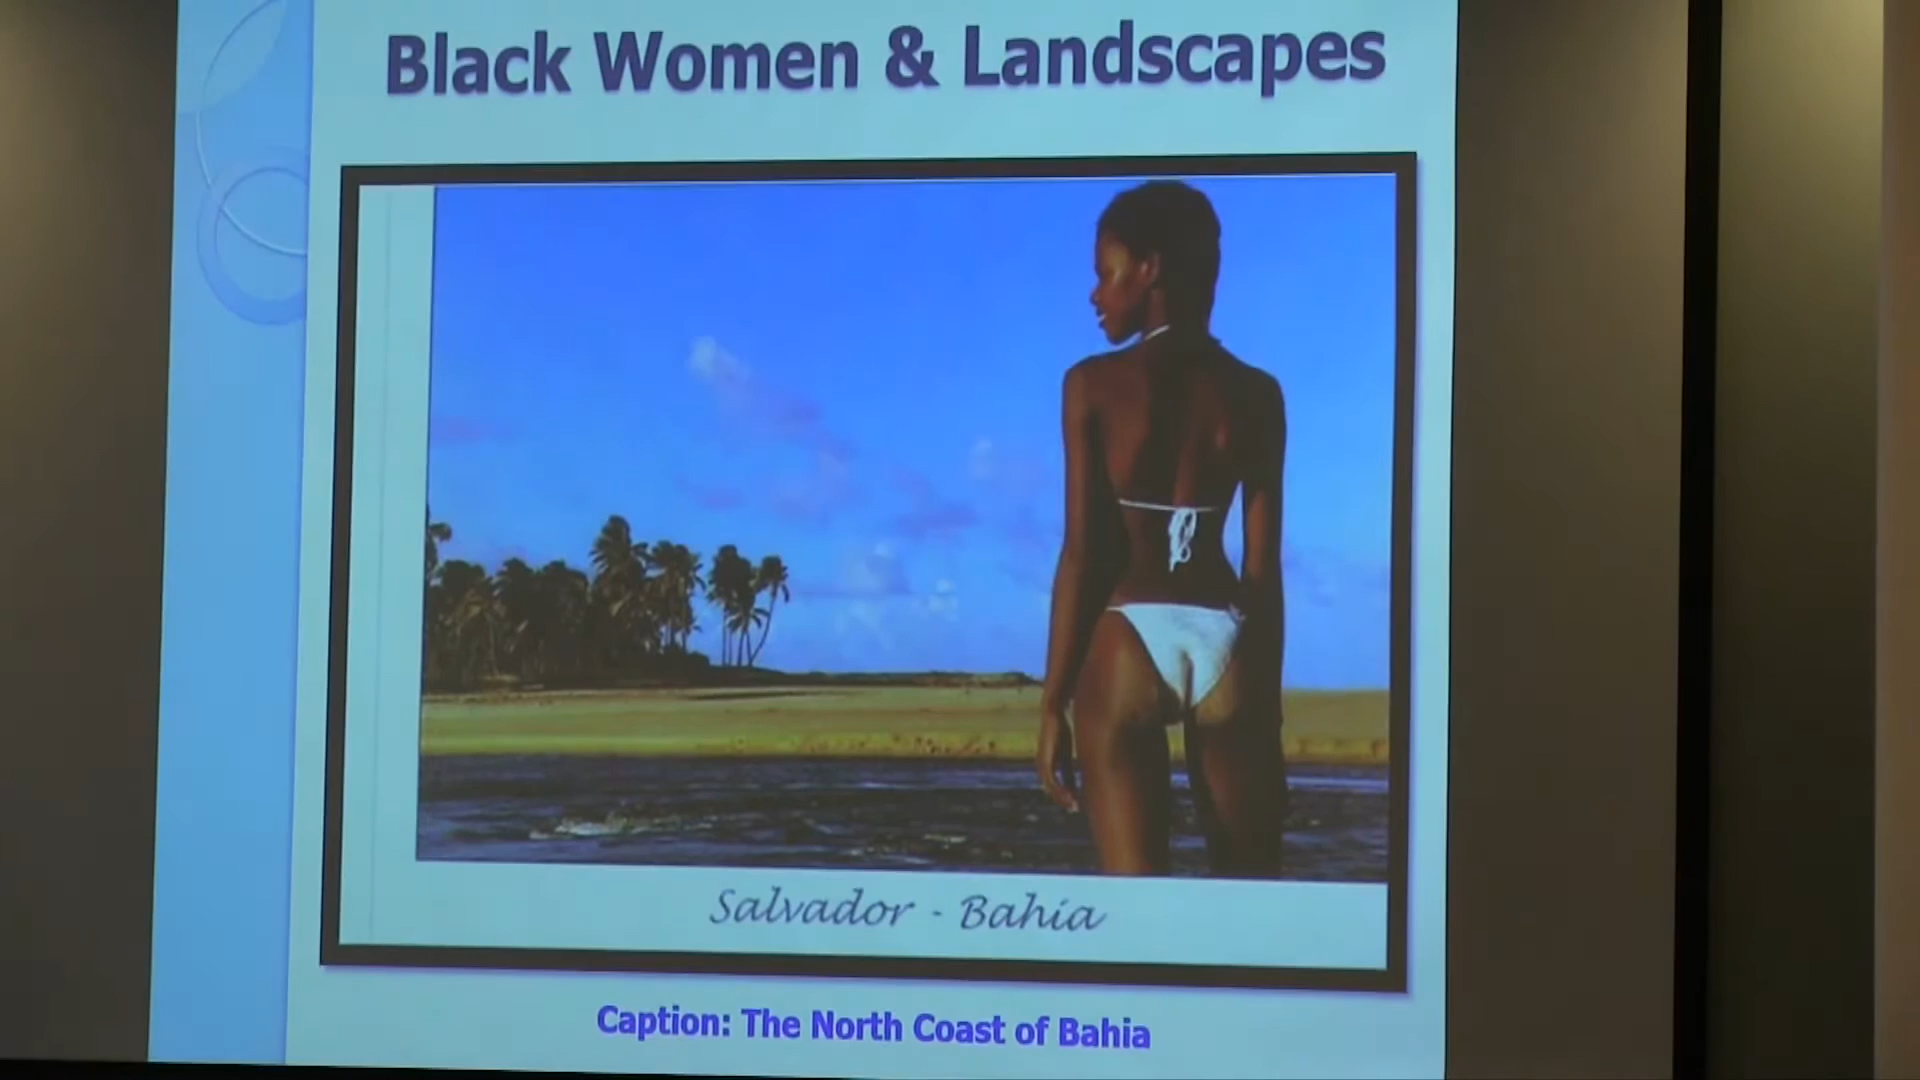 Black Women & Landscapes
Salvador - Bahia
Caption: The North Coast of Bahia